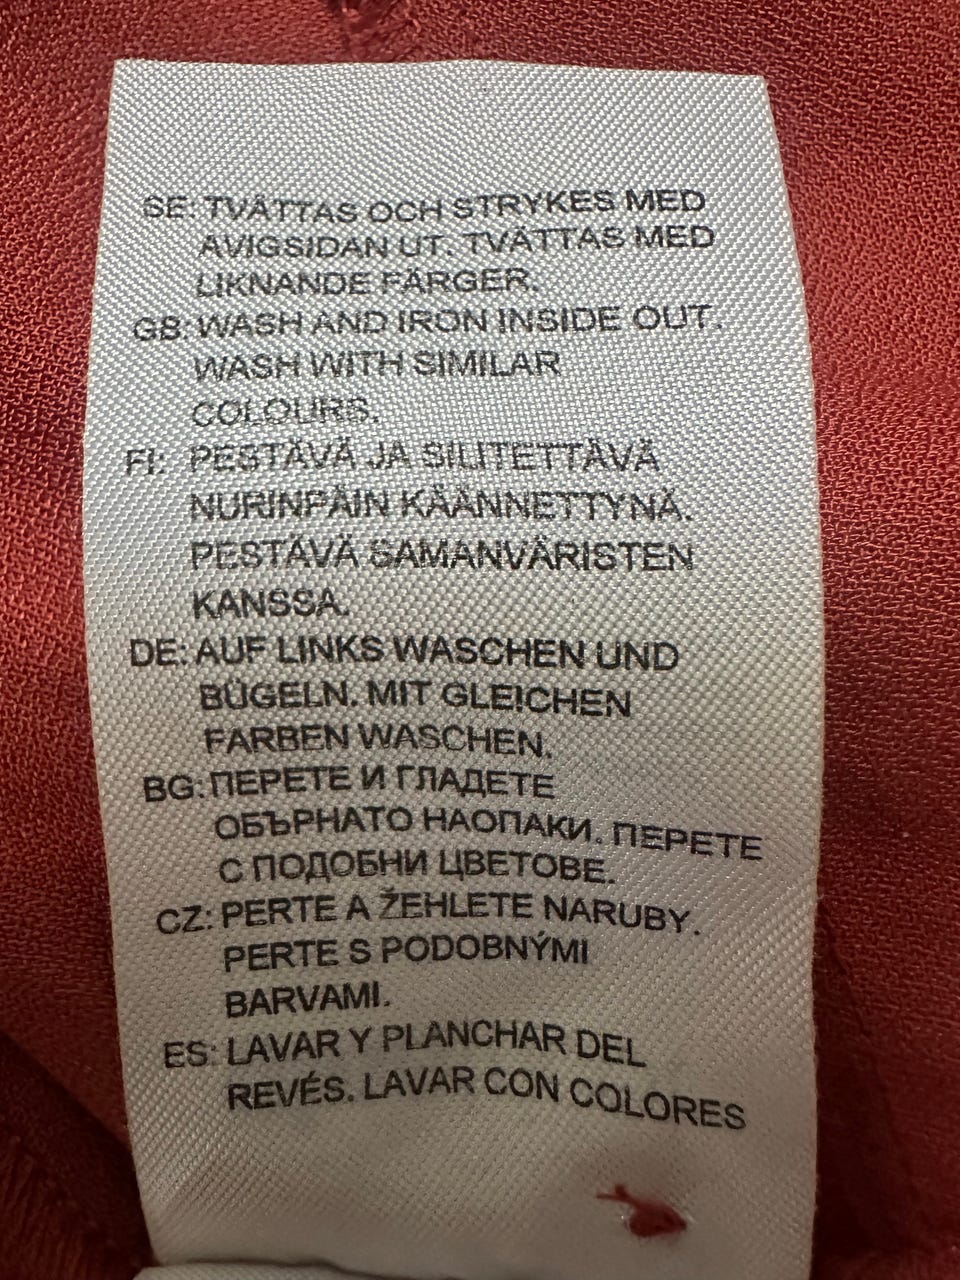 SE: TVÄTTAS OCH STRYKES MED
AVIGSIDAN UT. TVÄTTAS MED
LIKNANDE FÄRGER.
GB: WASH AND IRON INSIDE OUT.
WASH WITH SIMILAR
COLOURS.
FI: PESTÄVÄ JA SILITETTÄVÄ
NURINPÄIN KÄÄNNETTYNÄ.
PESTÄVÄ SAMANVÄRISTEN
KANSSA.
DE: AUF LINKS WASCHEN UND
BÜGELN. MIT GLEICHEN
FARBEN WASCHEN.
BG: ПЕРЕТЕ И ГЛАДЕТЕ
ОБЪРНАТО НАОПАКИ. ПЕРЕТЕ
С ПОДОБНИ ЦВЕТОВЕ.
CZ: PERTE A ŽEHLETE NARUBY.
PERTE S PODOBNÝMI
BARVAMI.
ES: LAVAR Y PLANCHAR DEL
REVÉS. LAVAR CON COLORES